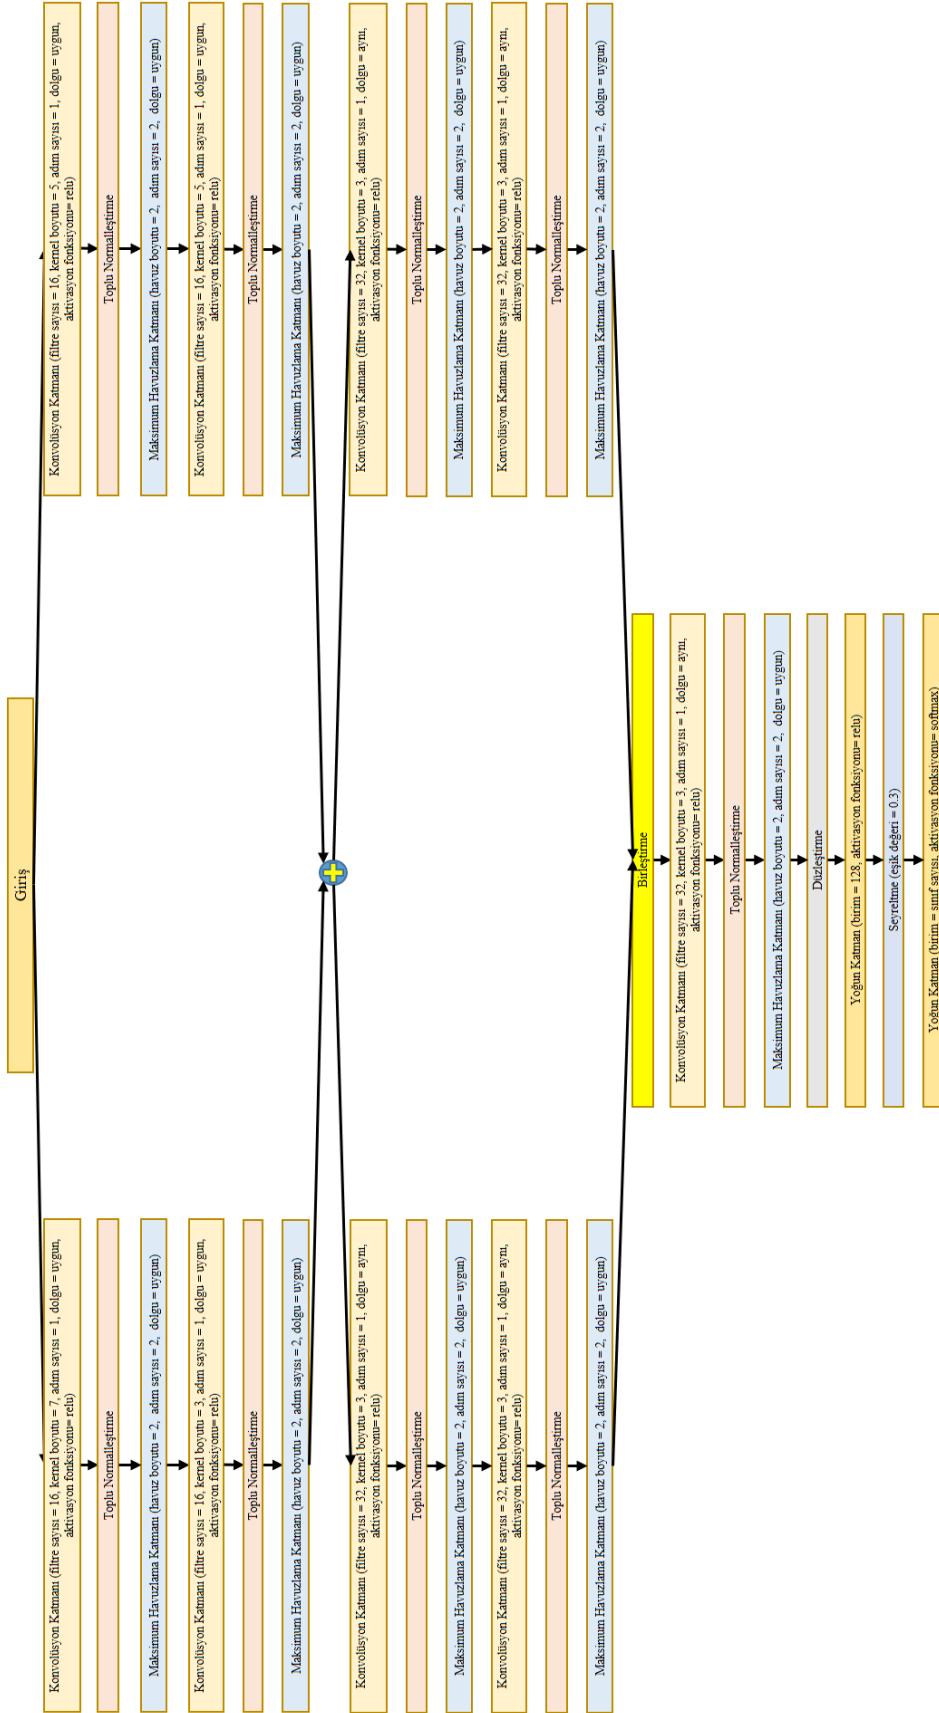 Giriş
Konvolüsyon Katmanı (filtre sayısı = 16, kernel boyutu = 7, adım sayısı = 1, dolgu = uygun,
aktivasyon fonksiyonu= relu)
Toplu Normalleştirme
Maksimum Havuzlama Katmanı (havuz boyutu = 2, adım sayısı = 2, dolgu = uygun)
Konvolüsyon Katmanı (filtre sayısı = 16, kernel boyutu = 3, adım sayısı = 1, dolgu = uygun,
aktivasyon fonksiyonu= relu)
Toplu Normalleştirme
Maksimum Havuzlama Katmanı (havuz boyutu = 2, adım sayısı = 2, dolgu = uygun)
Konvolüsyon Katmanı (filtre sayısı = 16, kernel boyutu = 5, adım sayısı = 1, dolgu = uygun,
aktivasyon fonksiyonu= relu)
Toplu Normalleştirme
Maksimum Havuzlama Katmanı (havuz boyutu = 2, adım sayısı = 2, dolgu = uygun)
Konvolüsyon Katmanı (filtre sayısı = 16, kernel boyutu = 5, adım sayısı = 1, dolgu = uygun,
aktivasyon fonksiyonu= relu)
Toplu Normalleştirme
Maksimum Havuzlama Katmanı (havuz boyutu = 2, adım sayısı = 2, dolgu = uygun)
Konvolüsyon Katmanı (filtre sayısı = 32, kernel boyutu = 3, adım sayısı = 1, dolgu = aynı,
aktivasyon fonksiyonu= relu)
Toplu Normalleştirme
Maksimum Havuzlama Katmanı (havuz boyutu = 2, adım sayısı = 2, dolgu = uygun)
Konvolüsyon Katmanı (filtre sayısı = 32, kernel boyutu = 3, adım sayısı = 1, dolgu = aynı,
aktivasyon fonksiyonu= relu)
Toplu Normalleştirme
Maksimum Havuzlama Katmanı (havuz boyutu = 2, adım sayısı = 2, dolgu = uygun)
Konvolüsyon Katmanı (filtre sayısı = 32, kernel boyutu = 3, adım sayısı = 1, dolgu = aynı,
aktivasyon fonksiyonu= relu)
Toplu Normalleştirme
Maksimum Havuzlama Katmanı (havuz boyutu = 2, adım sayısı = 2, dolgu = uygun)
Konvolüsyon Katmanı (filtre sayısı = 32, kernel boyutu = 3, adım sayısı = 1, dolgu = aynı,
aktivasyon fonksiyonu= relu)
Toplu Normalleştirme
Maksimum Havuzlama Katmanı (havuz boyutu = 2, adım sayısı = 2, dolgu = uygun)
Birleştirme
Konvolüsyon Katmanı (filtre sayısı = 32, kernel boyutu = 3, adım sayısı = 1, dolgu = aynı,
aktivasyon fonksiyonu= relu)
Toplu Normalleştirme
Maksimum Havuzlama Katmanı (havuz boyutu = 2, adım sayısı = 2, dolgu = uygun)
Düzleştirme
Yoğun Katman (birim = 128, aktivasyon fonksiyonu= relu)
Seyreltme (eşik değeri = 0.3)
Yoğun Katman (birim = sınıf sayısı, aktivasyon fonksiyonu= softmax)